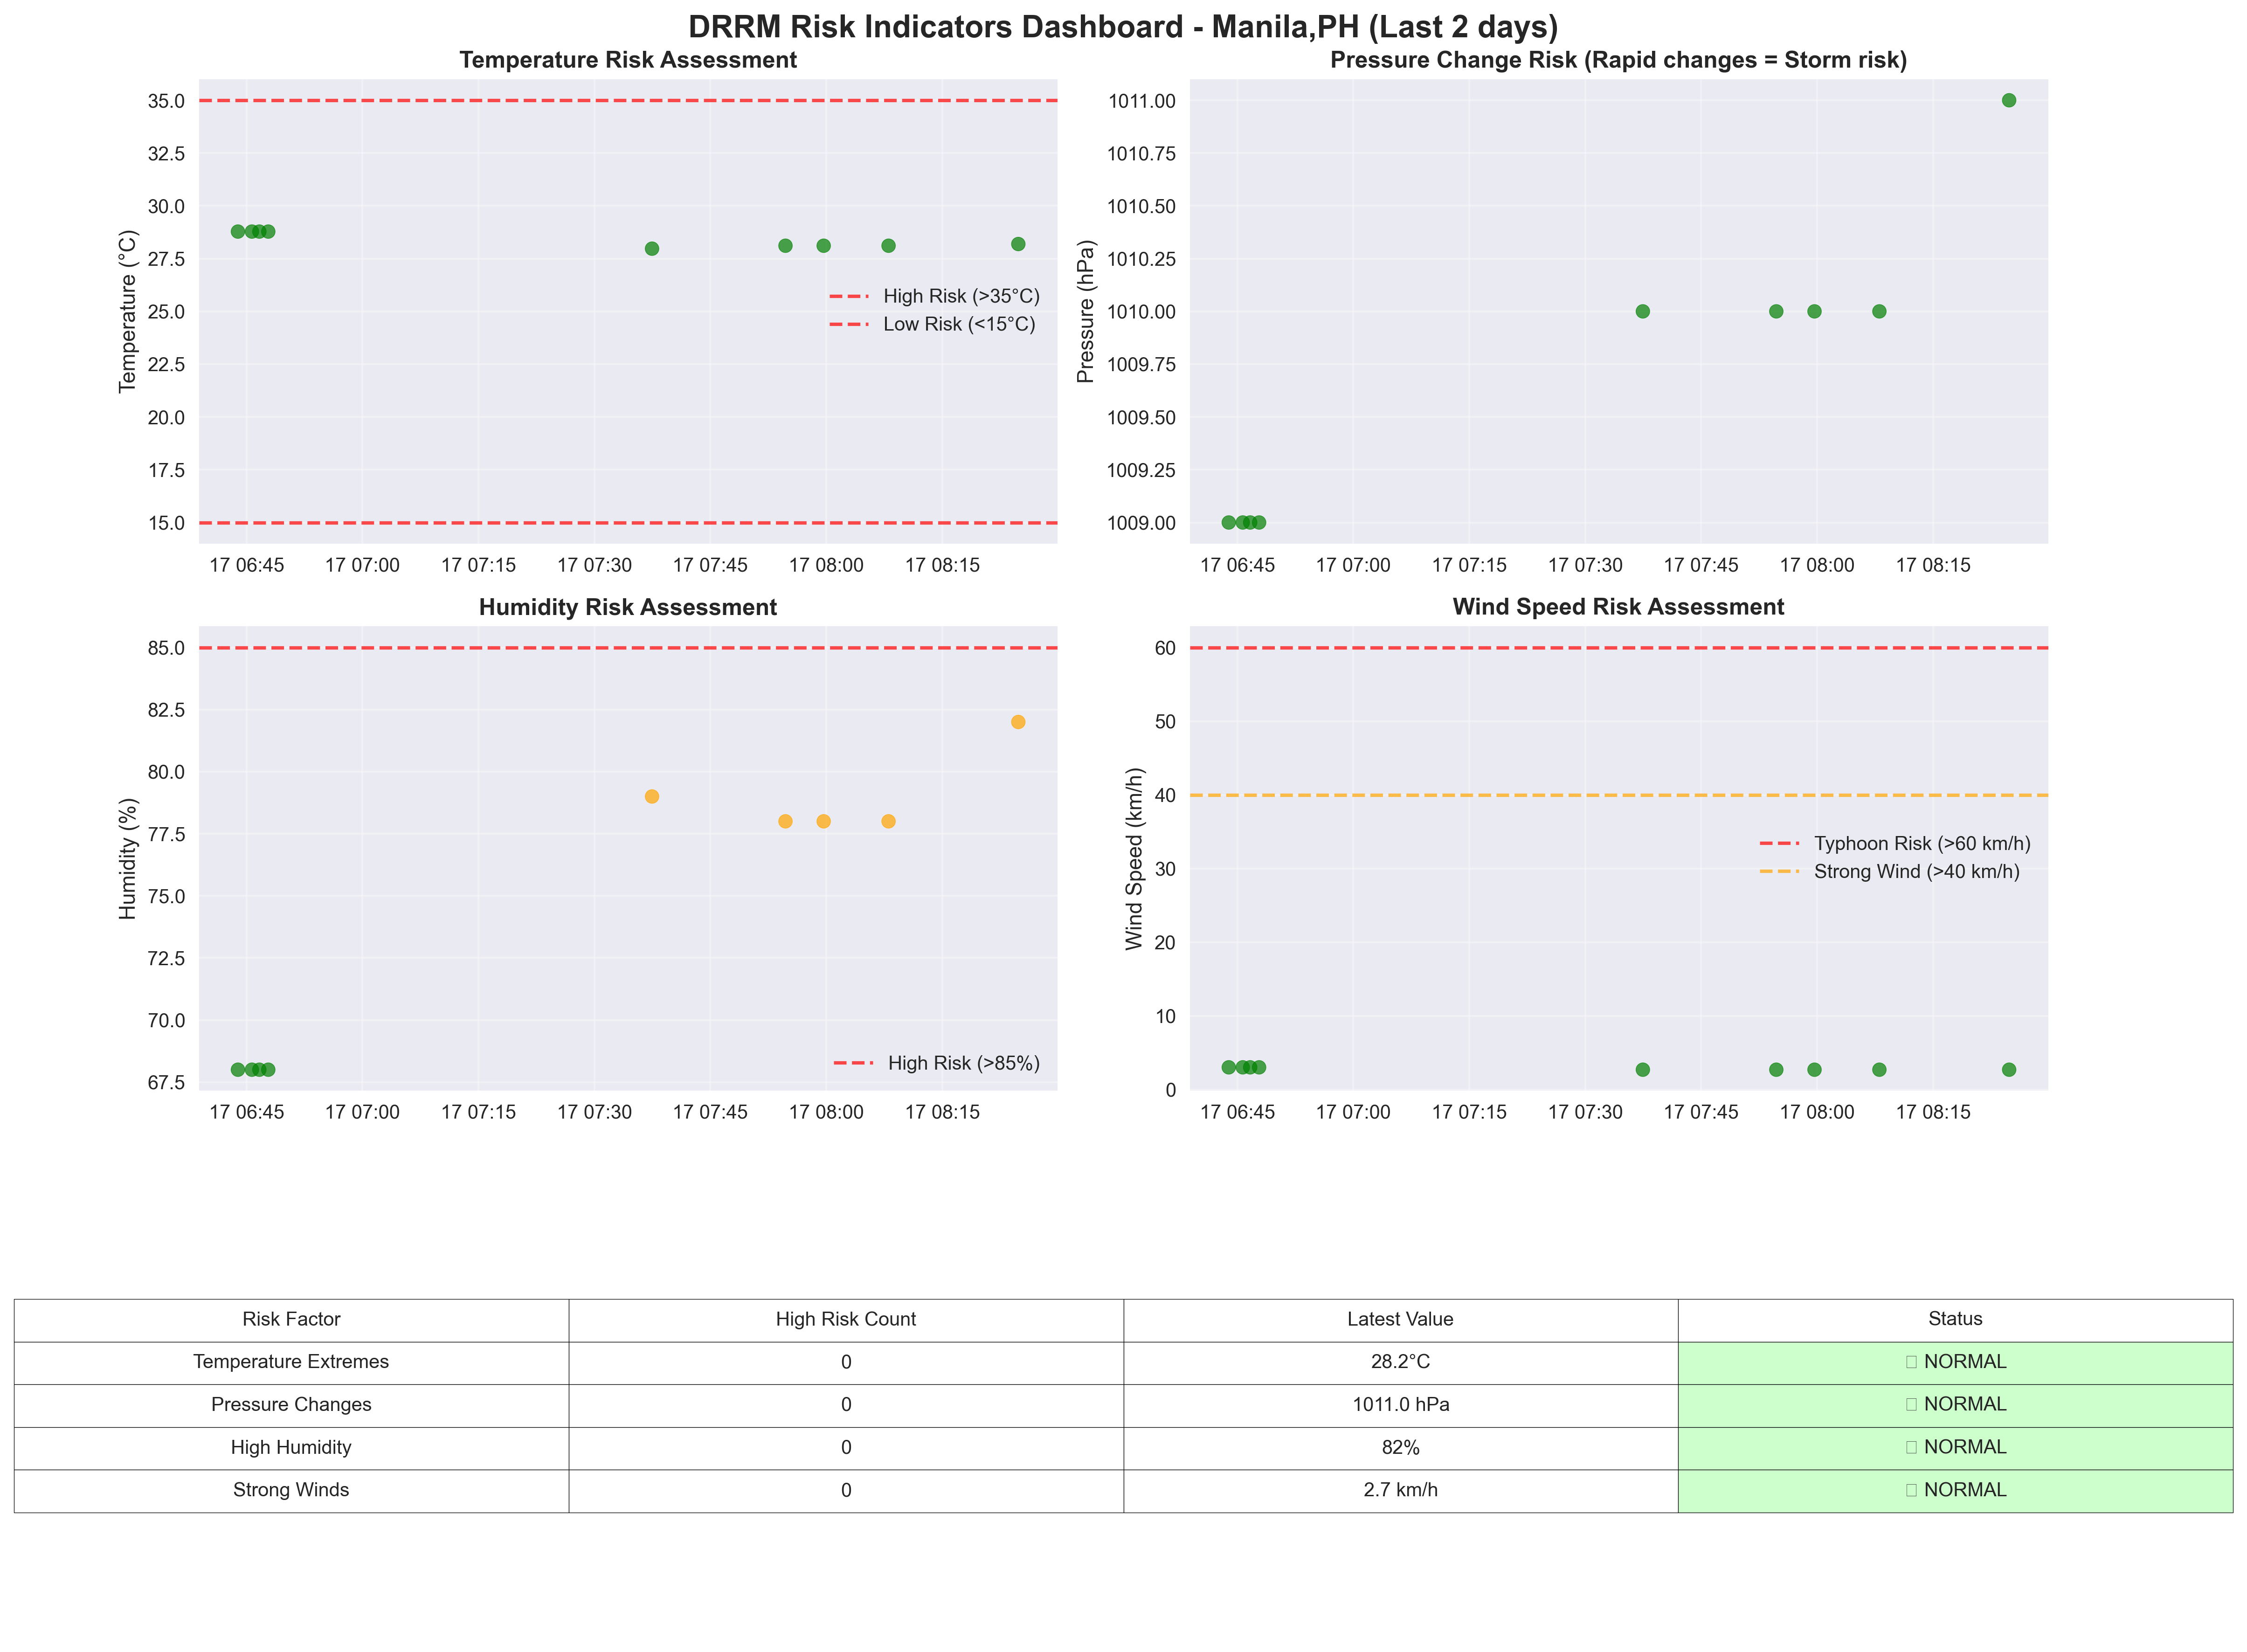 DRRM Risk Indicators Dashboard - Manila,PH (Last 2 days)
Temperature Risk Assessment
Temperature (°C)
35.0
32.5
30.0
27.5
25.0
22.5
20.0
17.5
15.0
High Risk (>35°C)
Low Risk (<15°C)
17 06:45 17 07:00 17 07:15 17 07:30 17 07:45 17 08:00 17 08:15
Pressure Change Risk (Rapid changes = Storm risk)
Pressure (hPa)
1011.00
1010.75
1010.50
1010.25
1010.00
1009.75
1009.50
1009.25
1009.00
17 06:45 17 07:00 17 07:15 17 07:30 17 07:45 17 08:00 17 08:15
Humidity Risk Assessment
Humidity (%)
85.0
82.5
80.0
77.5
75.0
72.5
70.0
67.5
High Risk (>85%)
17 06:45 17 07:00 17 07:15 17 07:30 17 07:45 17 08:00 17 08:15
Wind Speed Risk Assessment
Wind Speed (km/h)
60
50
40
30
20
10
0
Typhoon Risk (>60 km/h)
Strong Wind (>40 km/h)
17 06:45 17 07:00 17 07:15 17 07:30 17 07:45 17 08:00 17 08:15
Risk Factor High Risk Count Latest Value Status
Temperature Extremes 0 28.2°C □ NORMAL
Pressure Changes 0 1011.0 hPa □ NORMAL
High Humidity 0 82% □ NORMAL
Strong Winds 0 2.7 km/h □ NORMAL